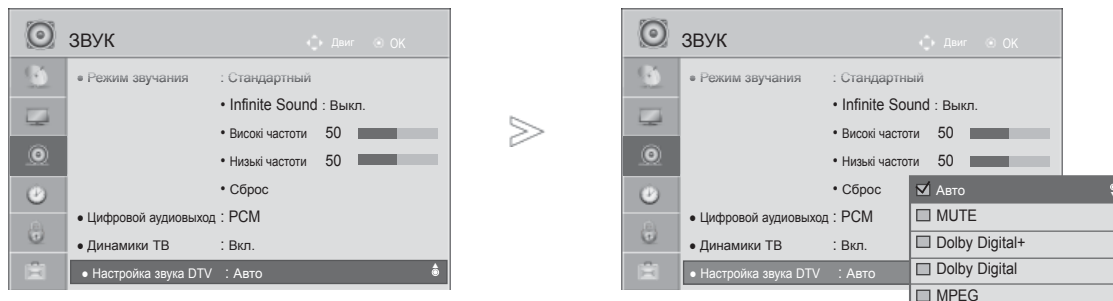 ЗВУК
Двиг
ОК
• Режим звучания : Стандартный
• Infinite Sound : Выкл.
• Високі частоти 50
• Низькі частоти 50
• Сброс
• Цифровой аудиовыход : PCM
• Динамики ТВ : Вкл.
• Настройка звука DTV : Авто
ЗВУК
Двиг
ОК
• Режим звучания : Стандартный
• Infinite Sound : Выкл.
• Високі частоти 50
• Низькі частоти 50
• Сброс
• Цифровой аудиовыход : PCM
• Динамики ТВ : Вкл.
• Настройка звука DTV : Авто
Авто
MUTE
Dolby Digital+
Dolby Digital
MPEG